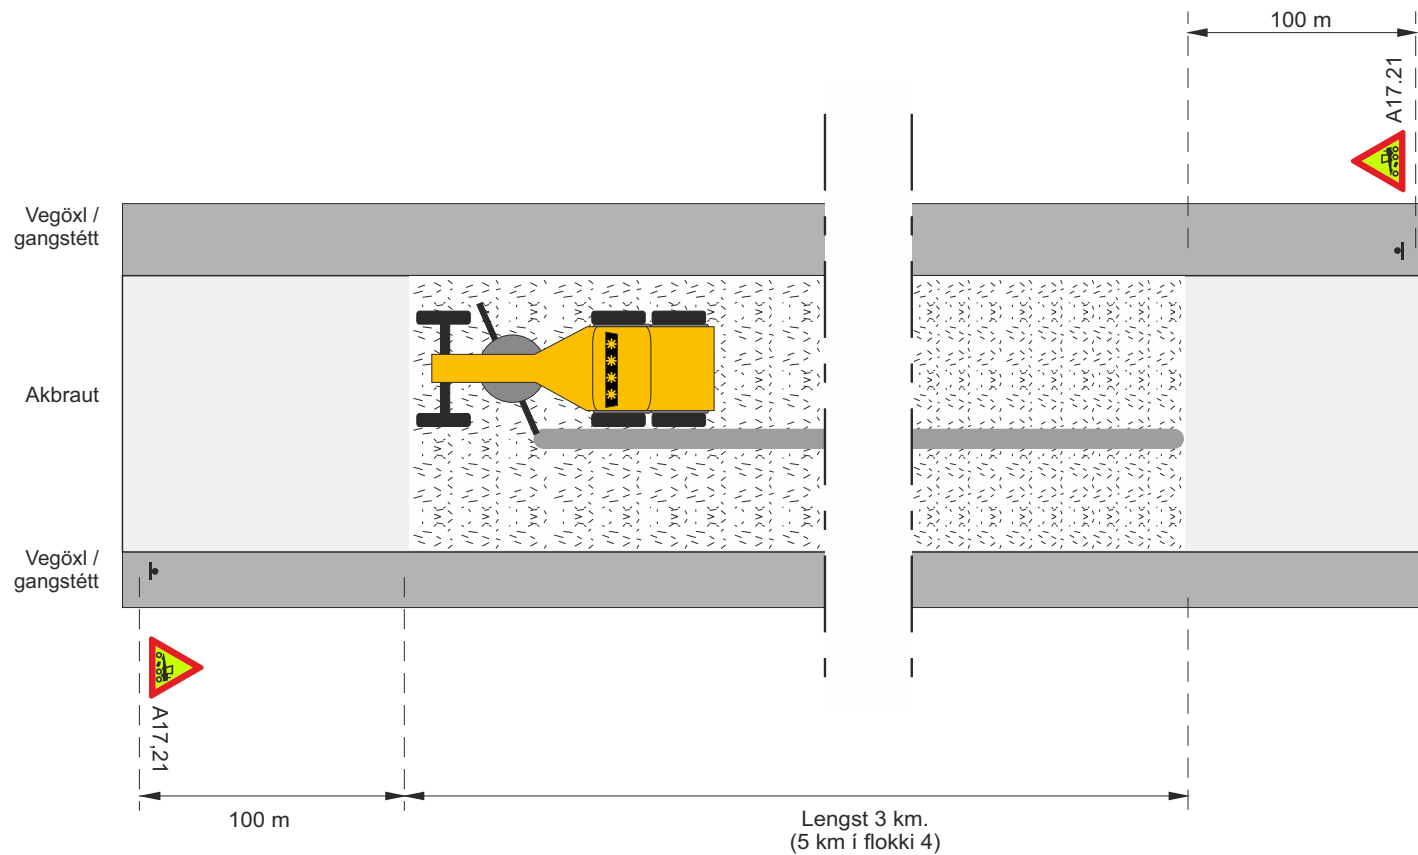 100 m
A17.21
Vegöxl /
gangstétt
Akbraut
Vegöxl /
gangstétt
A17,21
100 m
Lengst 3 km.
(5 km í flokki 4)